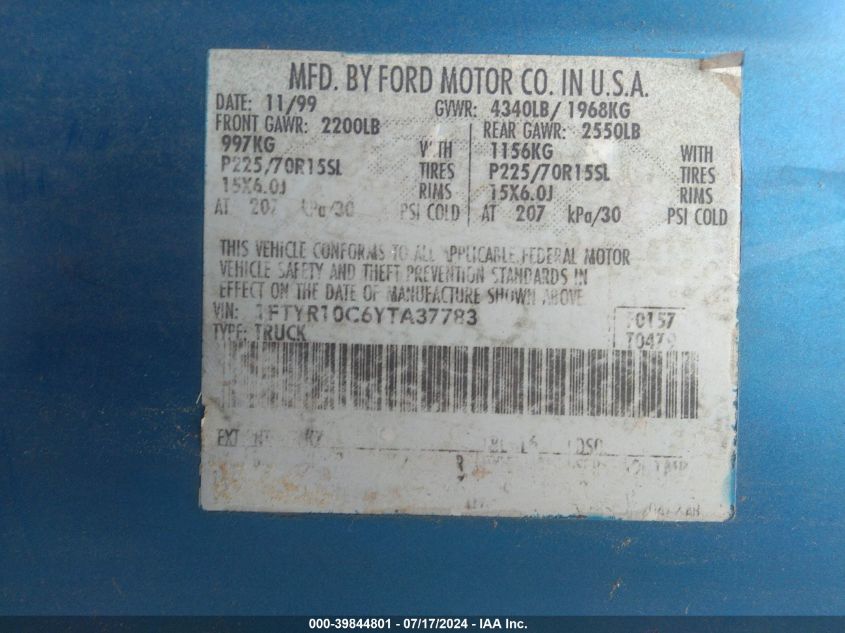 MFD. BY FORD MOTOR CO. IN U.S.A.
DATE: 11/99 GVWR: 4340LB/ 1968KG
FRONT GAWR: 2200LB REAR GAWR: 2550LB
997KG WITH 1156KG WITH
P225/70R15SL TIRES P225/70R15SL TIRES
15X6.0J RIMS 15X6.0J RIMS
AT 207 kPa/30 PSI COLD AT 207 kPa/30 PSI COLD
THIS VEHICLE CONFORMS TO ALL APPLICABLE FEDERAL MOTOR
VEHICLE SAFETY AND THEFT PREVENTION STANDARDS IN
EFFECT ON THE DATE OF MANUFACTURE SHOWN ABOVE
VIN: 1FTYR10C6YTA37783
TYPE: TRUCK
000-39844801 - 07/17/2024 - IAA Inc.